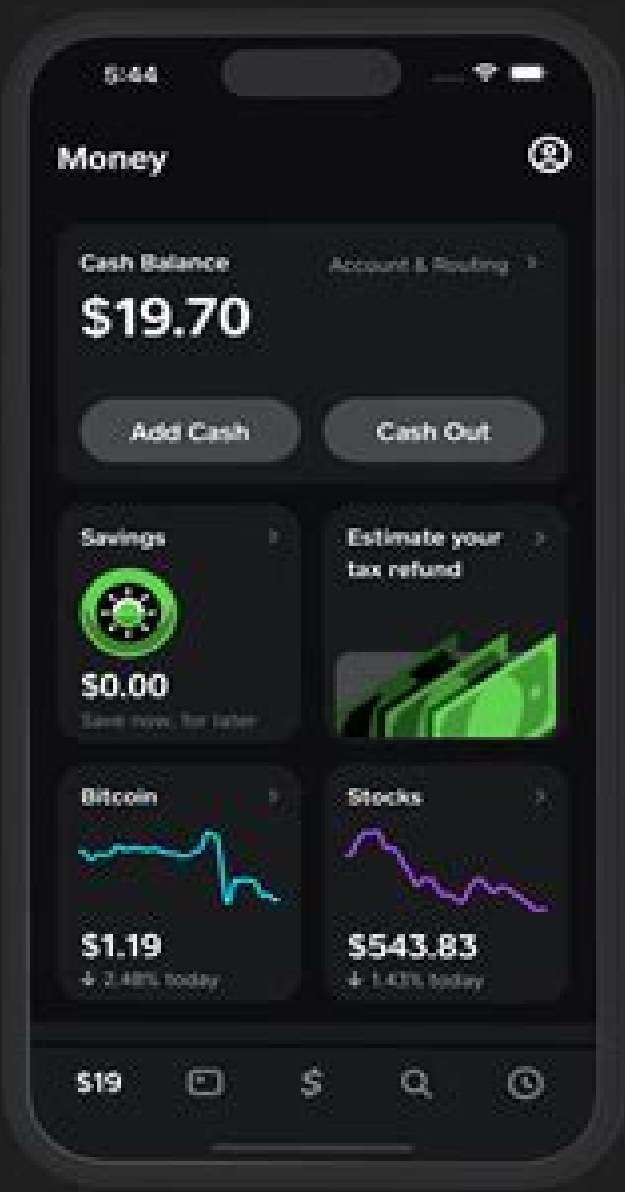 5:44
Money
Cash Balance
Account & Routing
$19.70
Add Cash
Cash Out
Savings
$0.00
Save now, for later
Estimate your
tax refund
Bitcoin
$1.19
2.48% today
Stocks
$543.83
1.43% today
$19
$